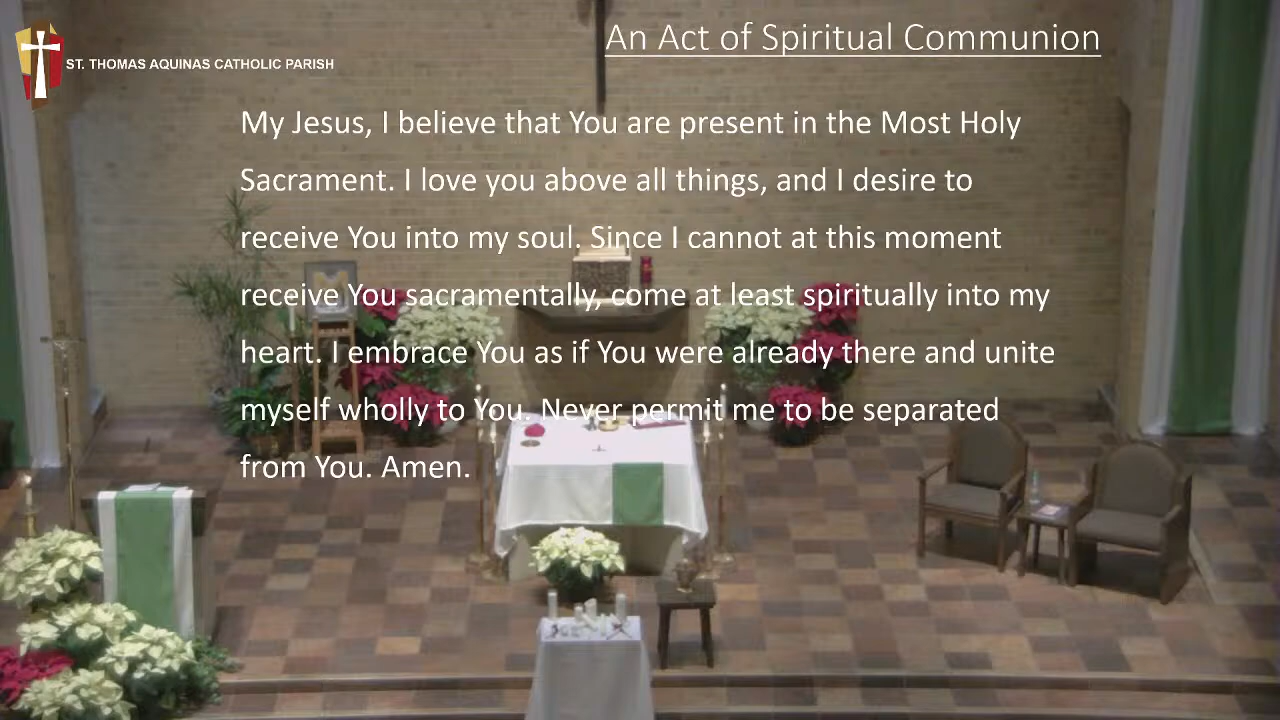 An Act of Spiritual Communion
ST. THOMAS AQUINAS CATHOLIC PARISH
My Jesus, I believe that You are present in the Most Holy
Sacrament. I love you above all things, and I desire to
receive You into my soul. Since I cannot at this moment
receive You sacramentally, come at least spiritually into my
heart. I embrace You as if You were already there and unite
myself wholly to You. Never permit me to be separated
from You. Amen.